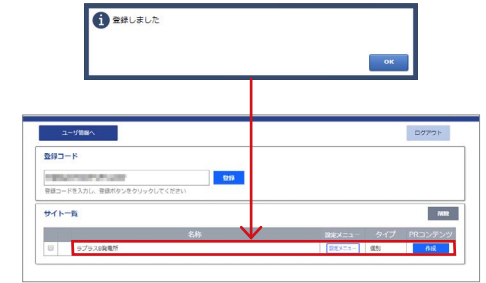 登録しました
OK
ユーザ情報へ
ログアウト
登録コード
登録
登録コードを入力し、登録ボタンをクリックしてください
サイト一覧
削除
名称 設定メニュー タイプ PRコンテンツ
ラプラスB発電所 設定メニュー 個別 作成